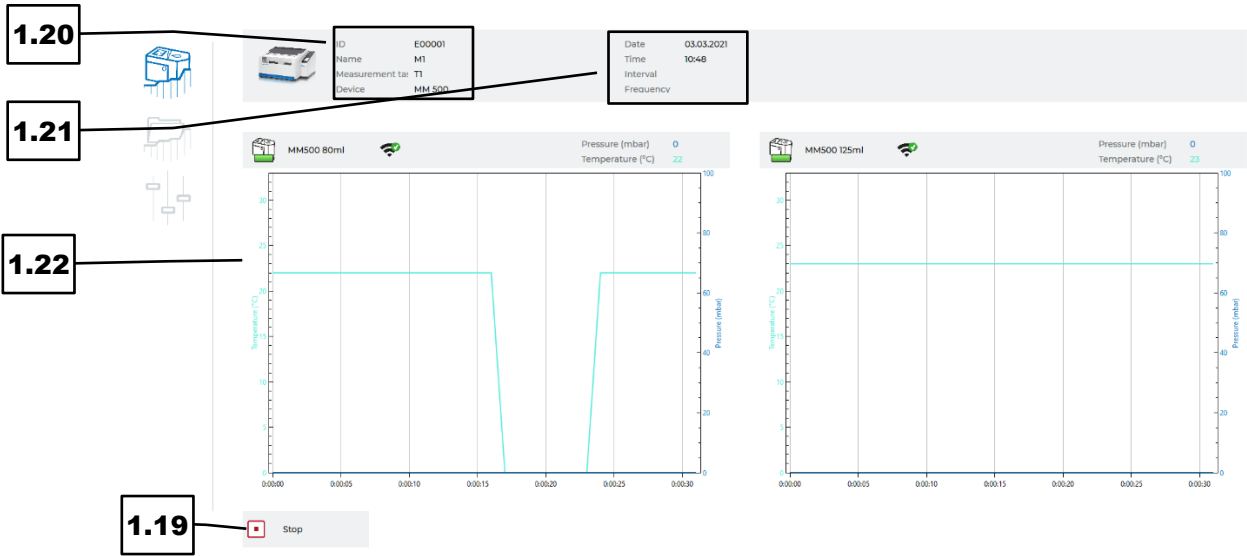 1.20
ID E00001
Name M1
Measurement tas T1
Device MM 500
Date 03.03.2021
Time 10:48
Interval
Frequency
1.21
MM500 80ml
Pressure (mbar) 0
Temperature (°C) 22
MM500 125ml
Pressure (mbar) 0
Temperature (°C) 23
1.22
Temperature (°C)
30
25
20
15
10
5
0
100
80
60
40
20
0
Pressure (mbar)
0:00:00 0:00:05 0:00:10 0:00:15 0:00:20 0:00:25 0:00:30
Temperature (°C)
30
25
20
15
10
5
0
100
80
60
40
20
0
Pressure (mbar)
0:00:00 0:00:05 0:00:10 0:00:15 0:00:20 0:00:25 0:00:30
1.19
Stop